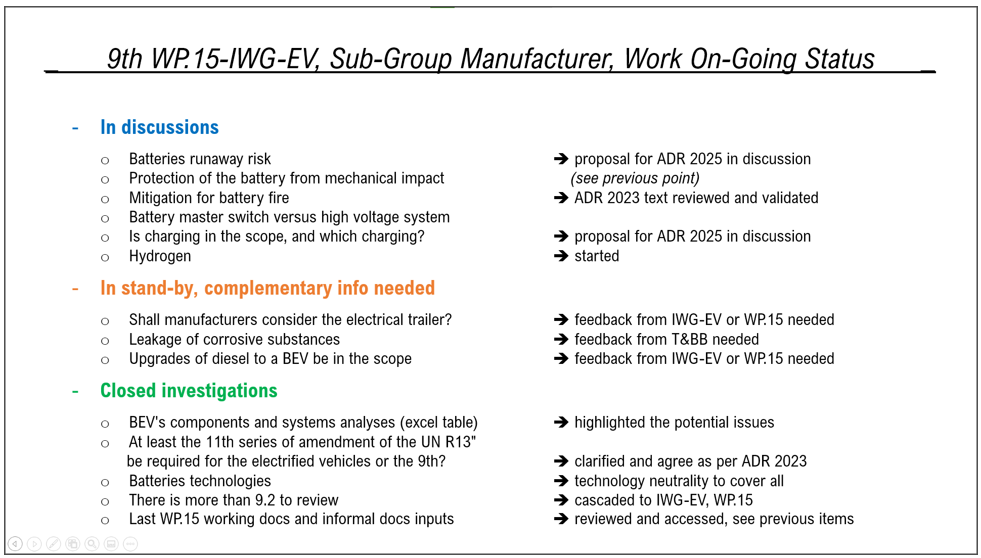 9th WP.15-IWG-EV, Sub-Group Manufacturer, Work On-Going Status
- In discussions
o Batteries runaway risk ➔ proposal for ADR 2025 in discussion
o Protection of the battery from mechanical impact (see previous point)
o Mitigation for battery fire ➔ ADR 2023 text reviewed and validated
o Battery master switch versus high voltage system
o Is charging in the scope, and which charging? ➔ proposal for ADR 2025 in discussion
o Hydrogen ➔ started
- In stand-by, complementary info needed
o Shall manufacturers consider the electrical trailer? ➔ feedback from IWG-EV or WP.15 needed
o Leakage of corrosive substances ➔ feedback from T&BB needed
o Upgrades of diesel to a BEV be in the scope ➔ feedback from IWG-EV or WP.15 needed
- Closed investigations
o BEV's components and systems analyses (excel table) ➔ highlighted the potential issues
o At least the 11th series of amendment of the UN R13"
be required for the electrified vehicles or the 9th? ➔ clarified and agree as per ADR 2023
o Batteries technologies ➔ technology neutrality to cover all
o There is more than 9.2 to review ➔ cascaded to IWG-EV, WP.15
o Last WP.15 working docs and informal docs inputs ➔ reviewed and accessed, see previous items